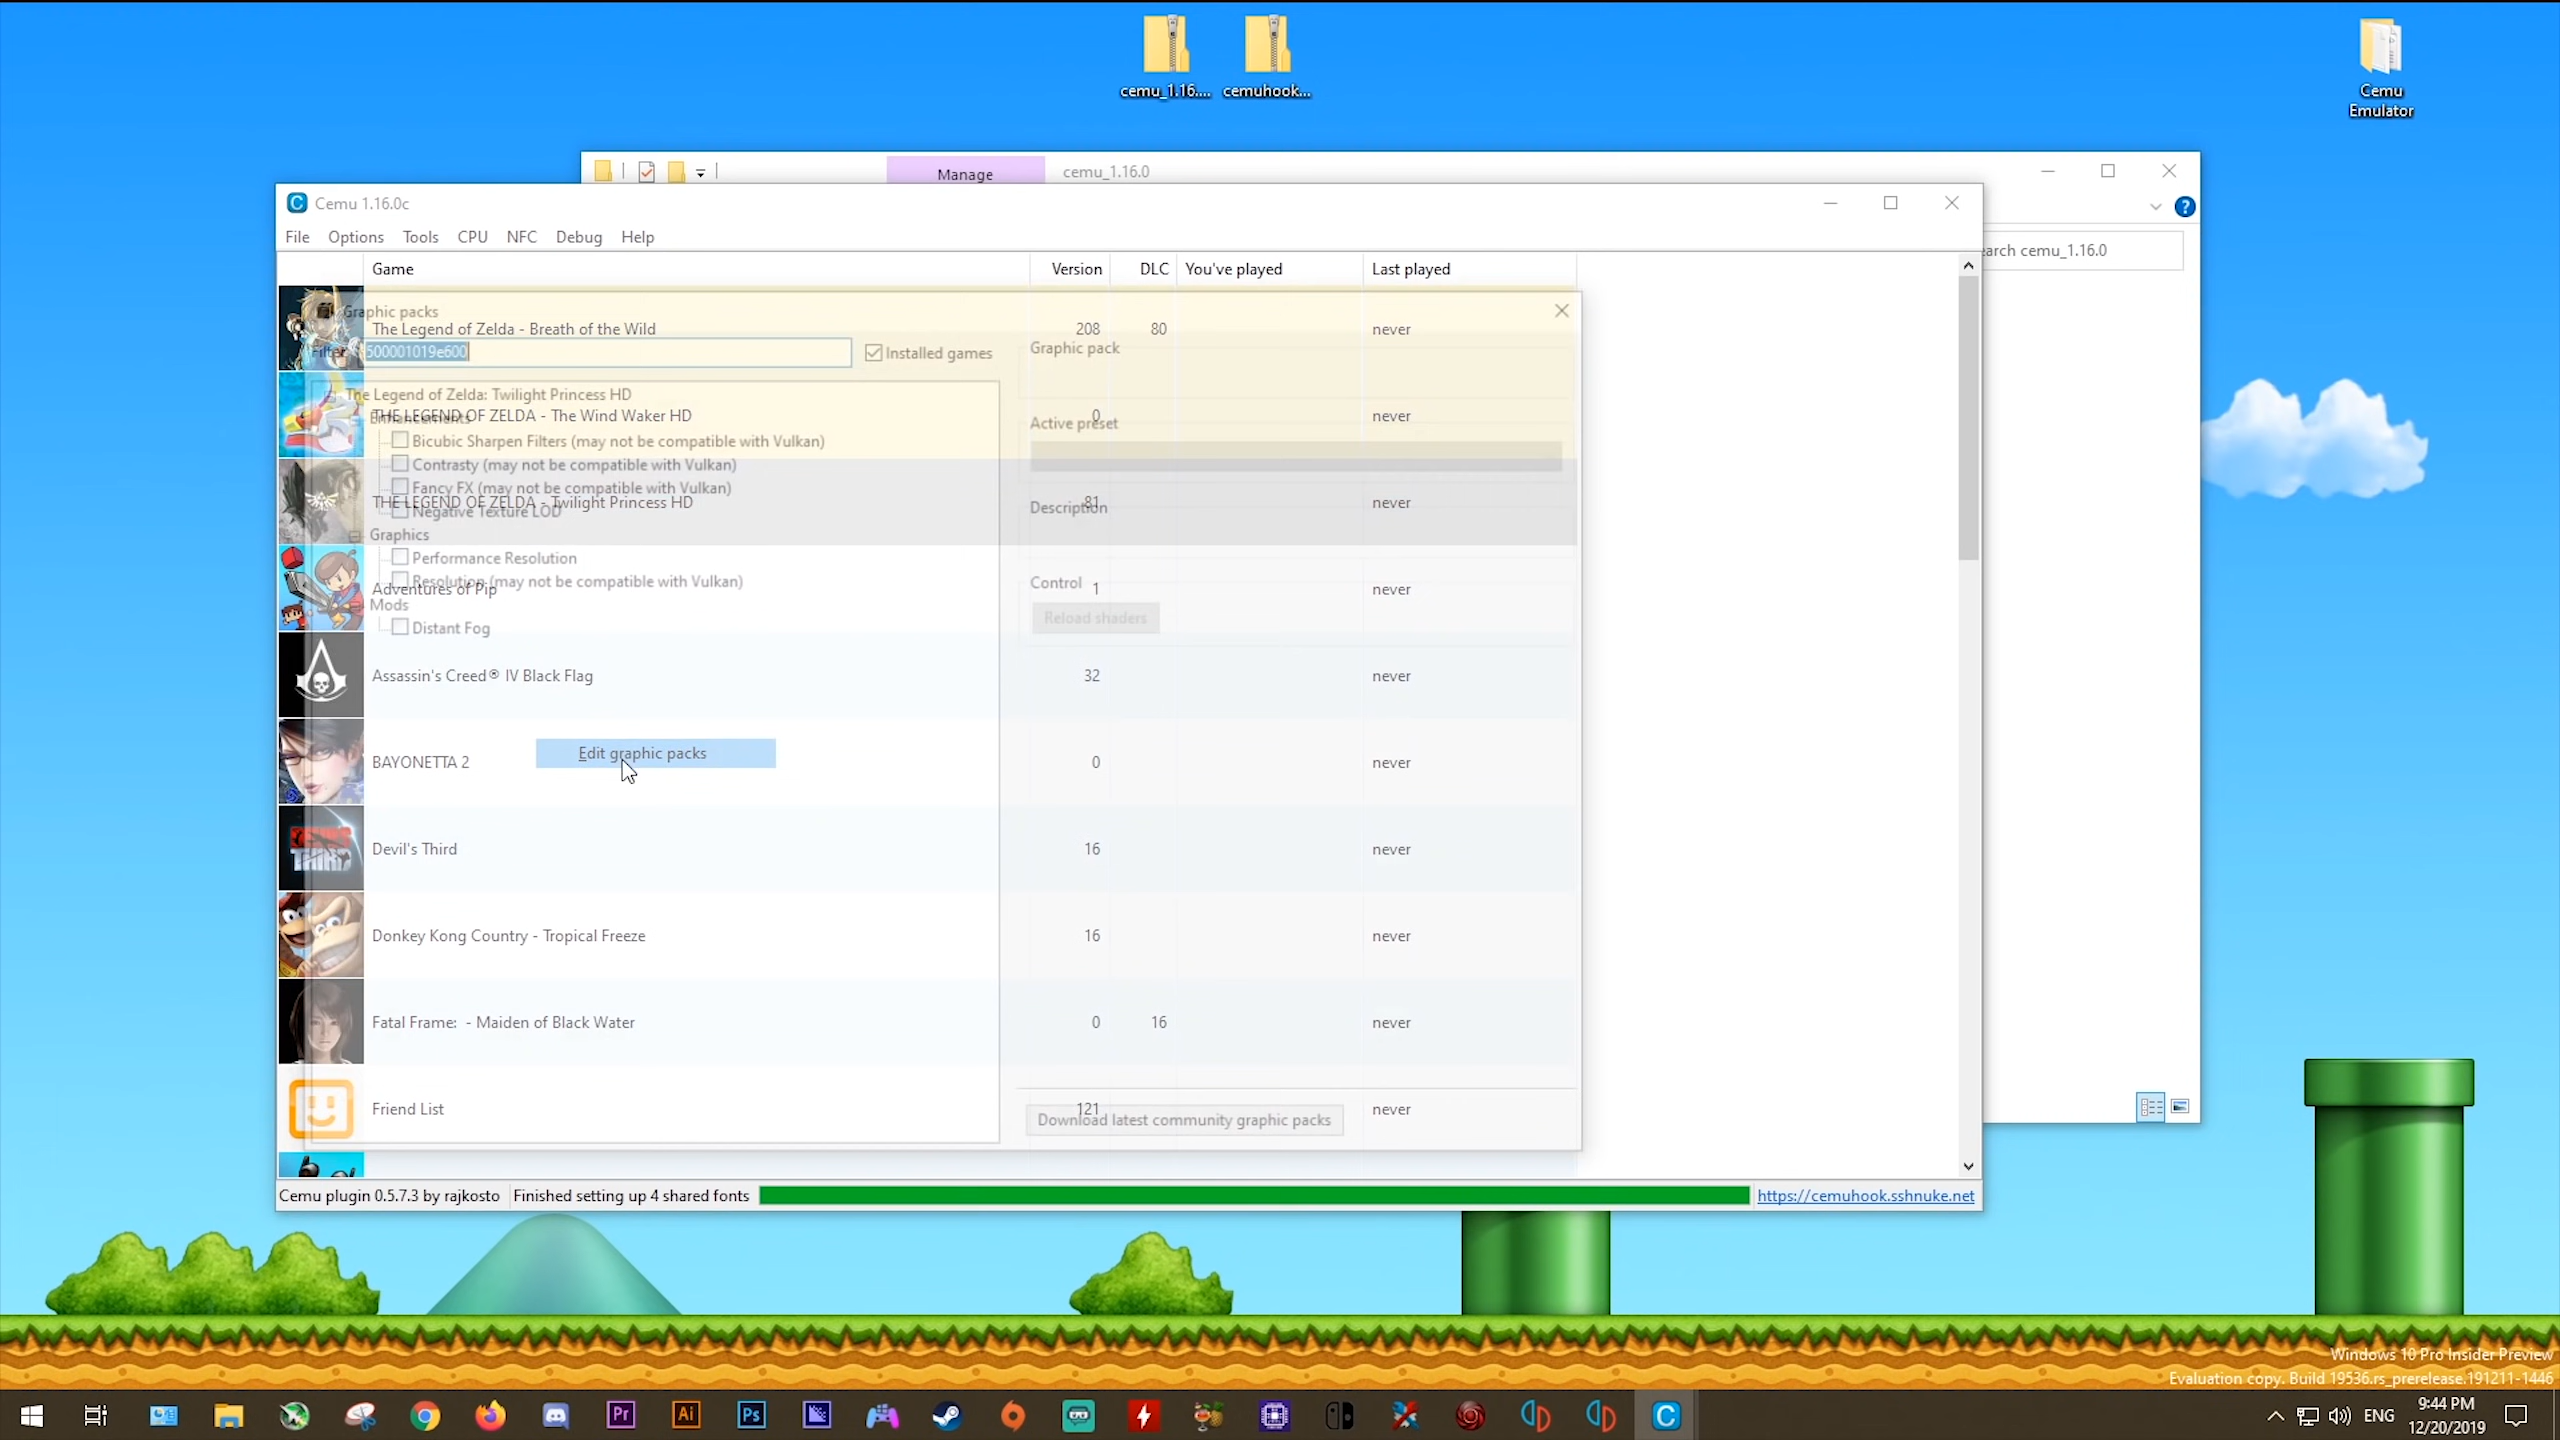 cemu_1.16.... cemuhook...
Cemu
Emulator
Manage cemu_1.16.0
Cemu 1.16.0c
File Options Tools CPU NFC Debug Help
arch cemu_1.16.0
Game Version DLC You've played Last played
Graphic packs
The Legend of Zelda - Breath of the Wild 208 80 never
Filter 500001019e600 Installed games Graphic pack
The Legend of Zelda: Twilight Princess HD
THE LEGEND OF ZELDA - The Wind Waker HD 0 never
Enhancements Active preset
Bicubic Sharpen Filters (may not be compatible with Vulkan)
Contrasty (may not be compatible with Vulkan)
Fancy FX (may not be compatible with Vulkan)
THE LEGEND OF ZELDA - Twilight Princess HD 81 never
Negative Texture LOD Description
Graphics
Performance Resolution
Resolution (may not be compatible with Vulkan) Control
Adventures of Pip 1 never
Mods
Reload shaders
Distant Fog
Assassin's Creed® IV Black Flag 32 never
Edit graphic packs
BAYONETTA 2 0 never
DEVIL'S THIRD
Devil's Third 16 never
Donkey Kong Country - Tropical Freeze 16 never
Fatal Frame:  - Maiden of Black Water 0 16 never
Friend List 121 never
Download latest community graphic packs
Cemu plugin 0.5.7.3 by rajkosto Finished setting up 4 shared fonts https://cemuhook.sshnuke.net
Windows 10 Pro Insider Preview
Evaluation copy. Build 19536.rs_prerelease.191211-1446
Pr Ai Ps C ENG 9:44 PM
12/20/2019